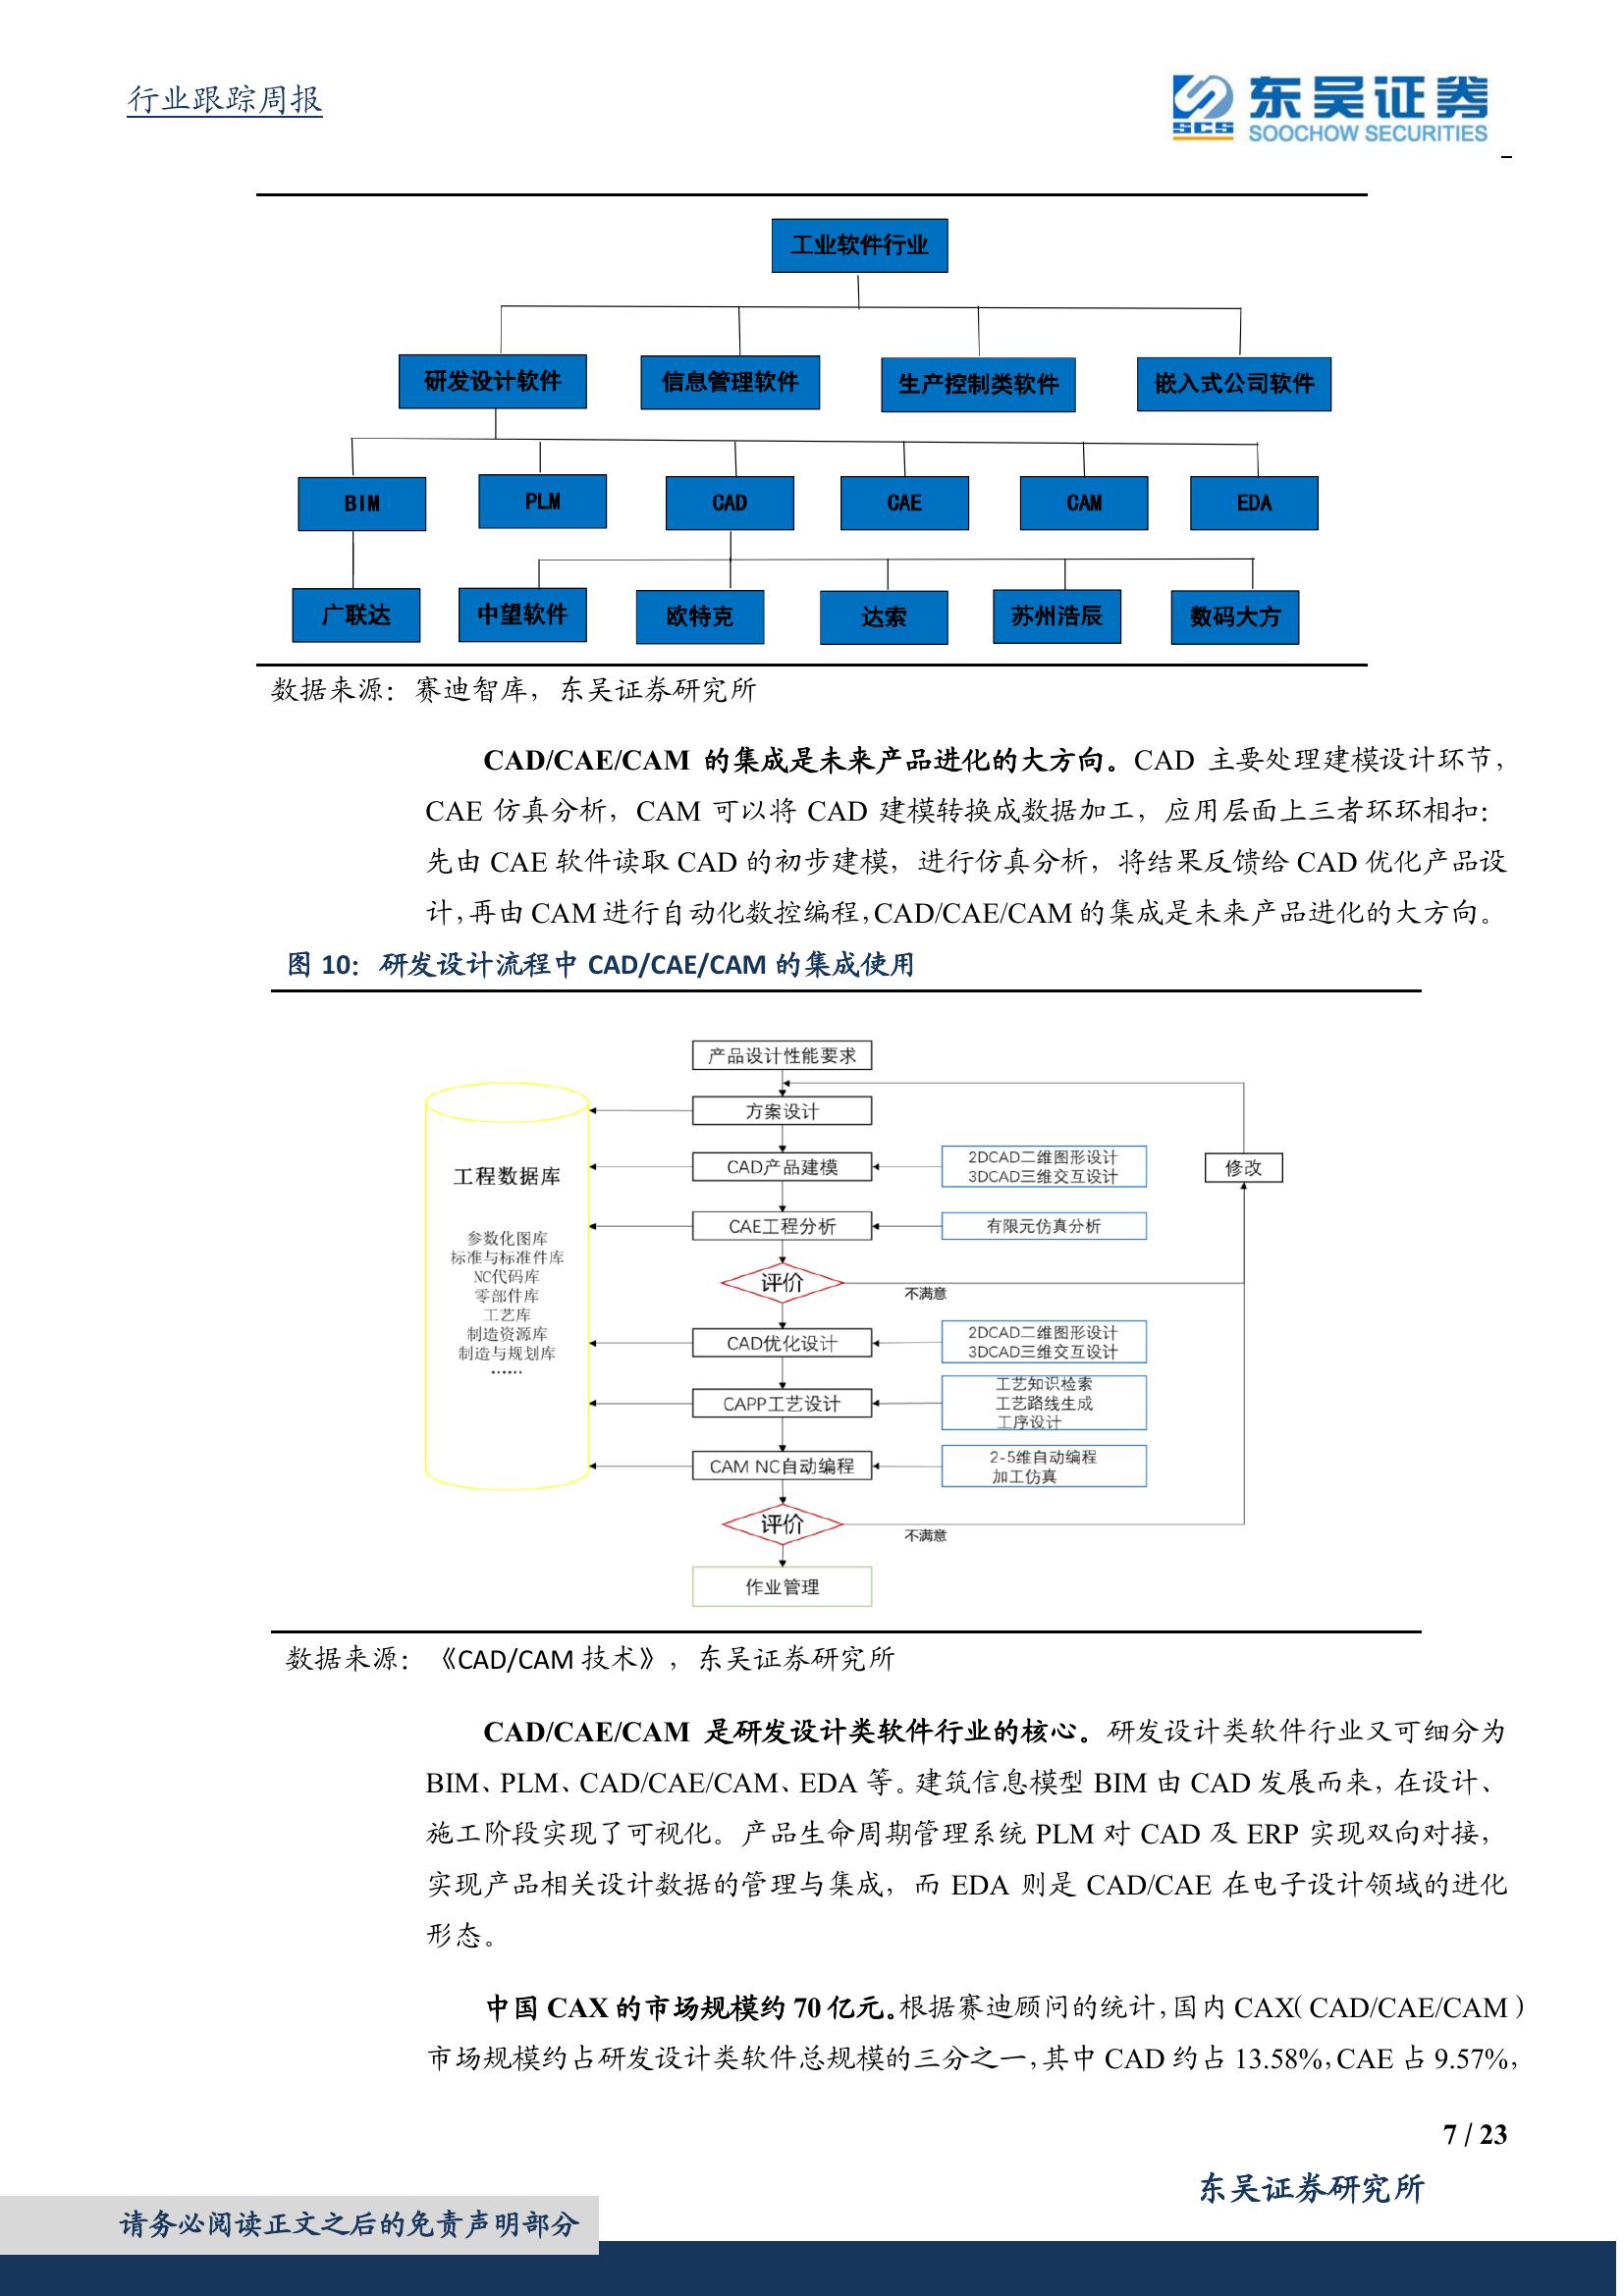 行业跟踪周报
SCS
东吴证券
SOOCHOW SECURITIES
工业软件行业
研发设计软件
信息管理软件
生产控制类软件
嵌入式公司软件
BIM
PLM
CAD
CAE
CAM
EDA
广联达
中望软件
欧特克
达索
苏州浩辰
数码大方
数据来源：赛迪智库，东吴证券研究所
CAD/CAE/CAM 的集成是未来产品进化的大方向。CAD 主要处理建模设计环节，
CAE 仿真分析，CAM 可以将 CAD 建模转换成数据加工，应用层面上三者环环相扣：
先由 CAE 软件读取 CAD 的初步建模，进行仿真分析，将结果反馈给 CAD 优化产品设
计，再由 CAM 进行自动化数控编程，CAD/CAE/CAM 的集成是未来产品进化的大方向。
图 10：研发设计流程中 CAD/CAE/CAM 的集成使用
产品设计性能要求
方案设计
工程数据库
CAD产品建模
2DCAD二维图形设计
3DCAD三维交互设计
修改
参数化图库
标准与标准件库
NC代码库
零部件库
工艺库
制造资源库
制造与规划库
……
CAE工程分析
有限元仿真分析
评价
不满意
CAD优化设计
2DCAD二维图形设计
3DCAD三维交互设计
CAPP工艺设计
工艺知识检索
工艺路线生成
工序设计
CAM NC自动编程
2-5维自动编程
加工仿真
评价
不满意
作业管理
数据来源：《CAD/CAM 技术》，东吴证券研究所
CAD/CAE/CAM 是研发设计类软件行业的核心。研发设计类软件行业又可细分为
BIM、PLM、CAD/CAE/CAM、EDA 等。建筑信息模型 BIM 由 CAD 发展而来，在设计、
施工阶段实现了可视化。产品生命周期管理系统 PLM 对 CAD 及 ERP 实现双向对接，
实现产品相关设计数据的管理与集成，而 EDA 则是 CAD/CAE 在电子设计领域的进化
形态。
中国 CAX 的市场规模约 70 亿元。根据赛迪顾问的统计，国内 CAX（CAD/CAE/CAM）
市场规模约占研发设计类软件总规模的三分之一，其中 CAD 约占 13.58%，CAE 占 9.57%，
7 / 23
东吴证券研究所
请务必阅读正文之后的免责声明部分